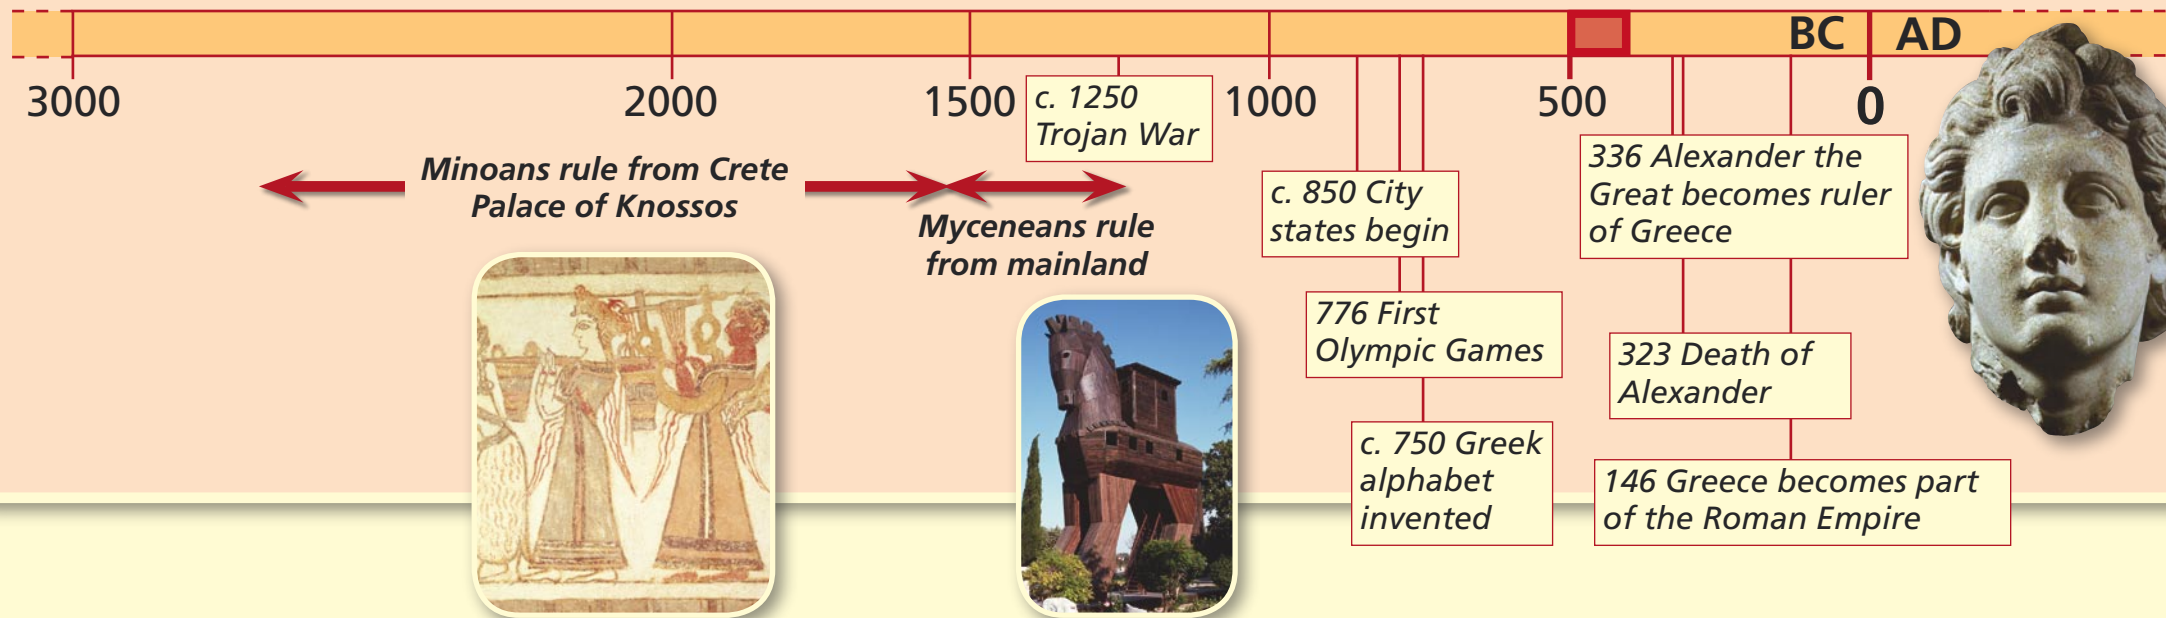 BC AD
3000 2000 1500 1000 500 0
c. 1250
Trojan War
Minoans rule from Crete
Palace of Knossos
Myceneans rule
from mainland
c. 850 City
states begin
776 First
Olympic Games
c. 750 Greek
alphabet
invented
336 Alexander the
Great becomes ruler
of Greece
323 Death of
Alexander
146 Greece becomes part
of the Roman Empire